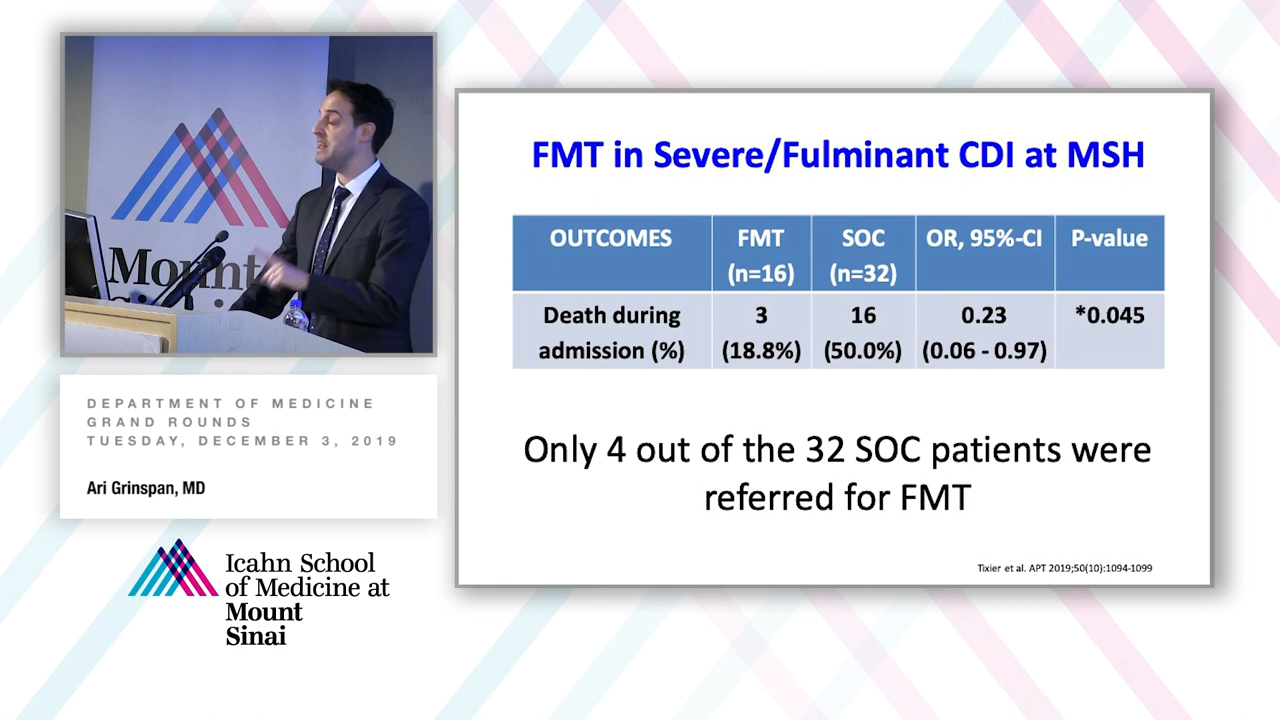 Mount
Sinai
DEPARTMENT OF MEDICINE
GRAND ROUNDS
TUESDAY, DECEMBER 3, 2019
Ari Grinspan, MD
Icahn School
of Medicine at
Mount
Sinai
FMT in Severe/Fulminant CDI at MSH
OUTCOMES FMT SOC OR, 95%-CI P-value
(n=16) (n=32)
Death during 3 16 0.23 *0.045
admission (%) (18.8%) (50.0%) (0.06 - 0.97)
Only 4 out of the 32 SOC patients were
referred for FMT
Tixier et al. APT 2019;50(10):1094-1099